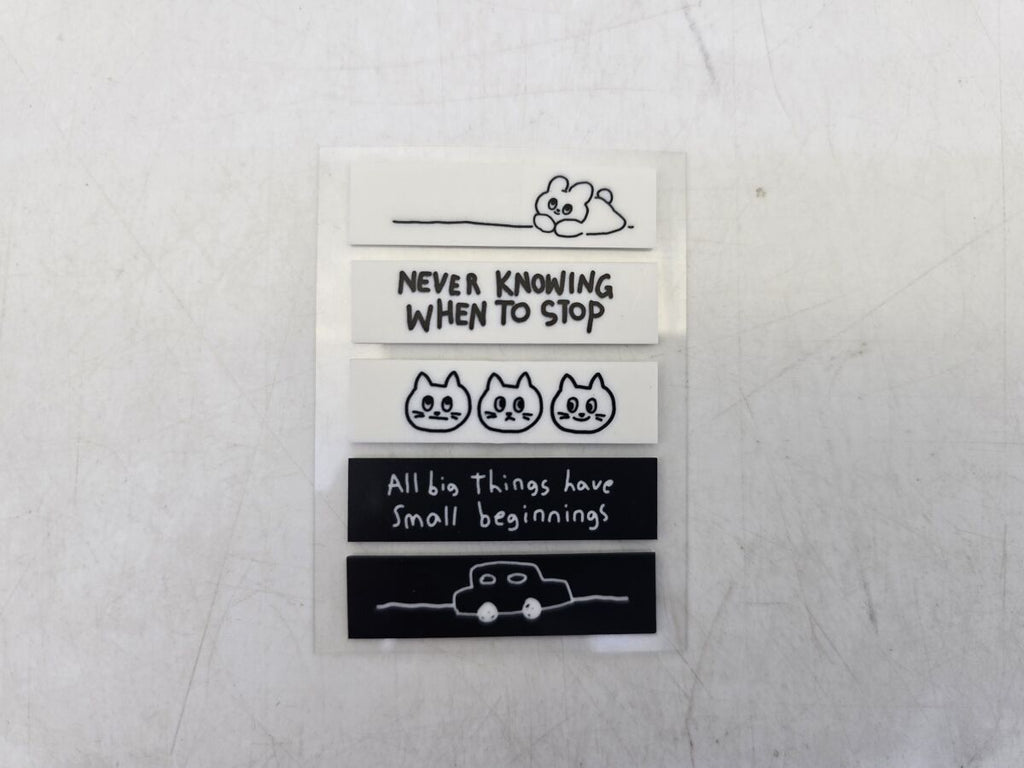 NEVER KNOWING
WHEN TO STOP
All big things have
Small beginnings